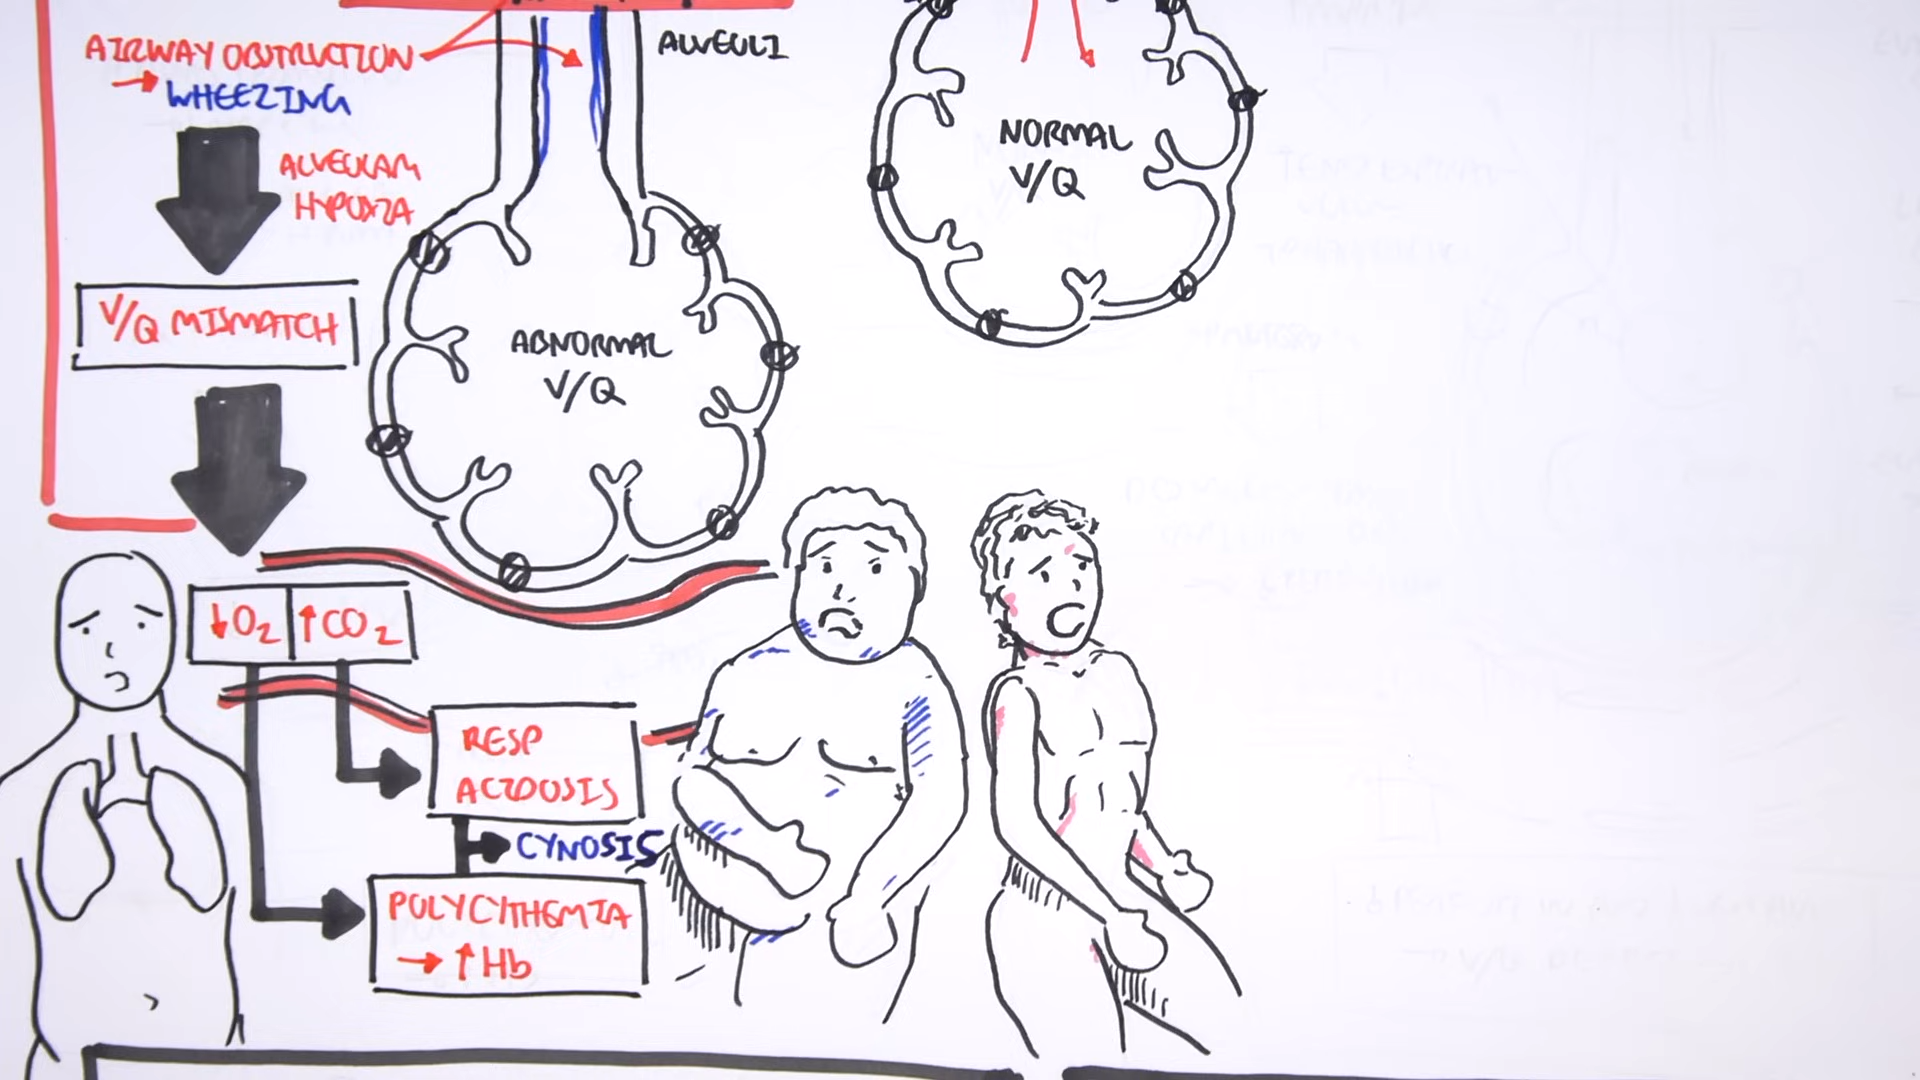 AIRWAY OBSTRUCTION
→ WHEEZING
ALVEOLI
ALVEOLAR
HYPOXIA
NORMAL
V/Q
V/Q MISMATCH
ABNORMAL
V/Q
↓O₂ ↑CO₂
RESP
ACIDOSIS
CYNOSIS
POLYCYTHEMIA
→ ↑Hb